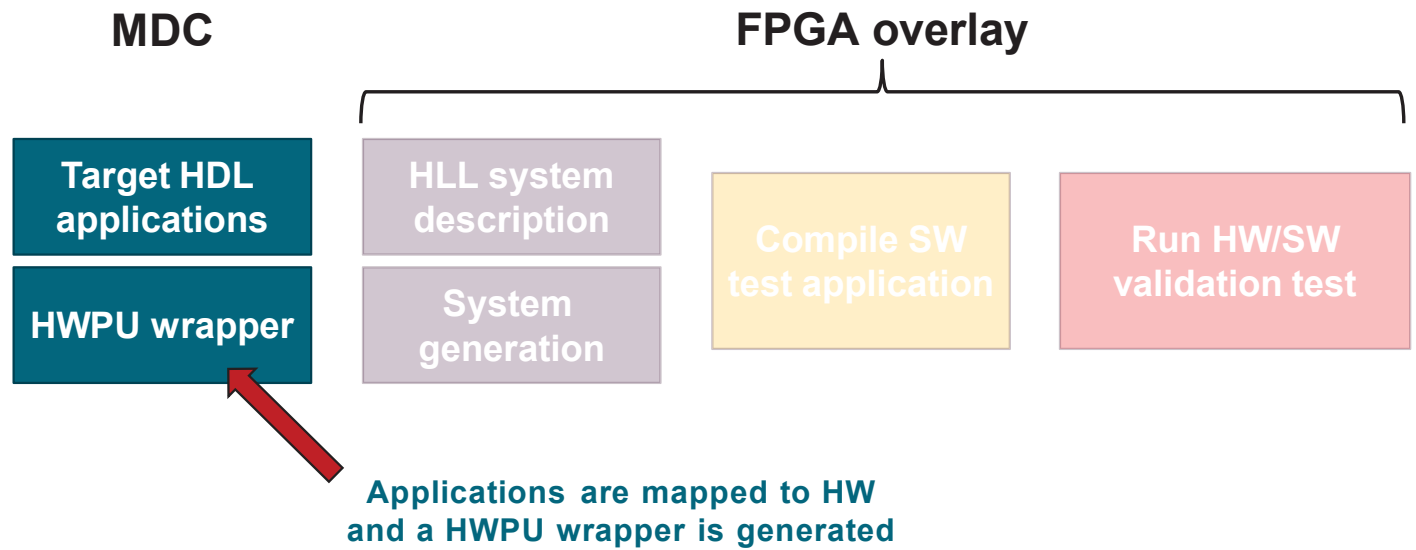 MDC
FPGA overlay
Target HDL
applications
HWPU wrapper
HLL system
description
System
generation
Compile SW
test application
Run HW/SW
validation test
Applications are mapped to HW
and a HWPU wrapper is generated